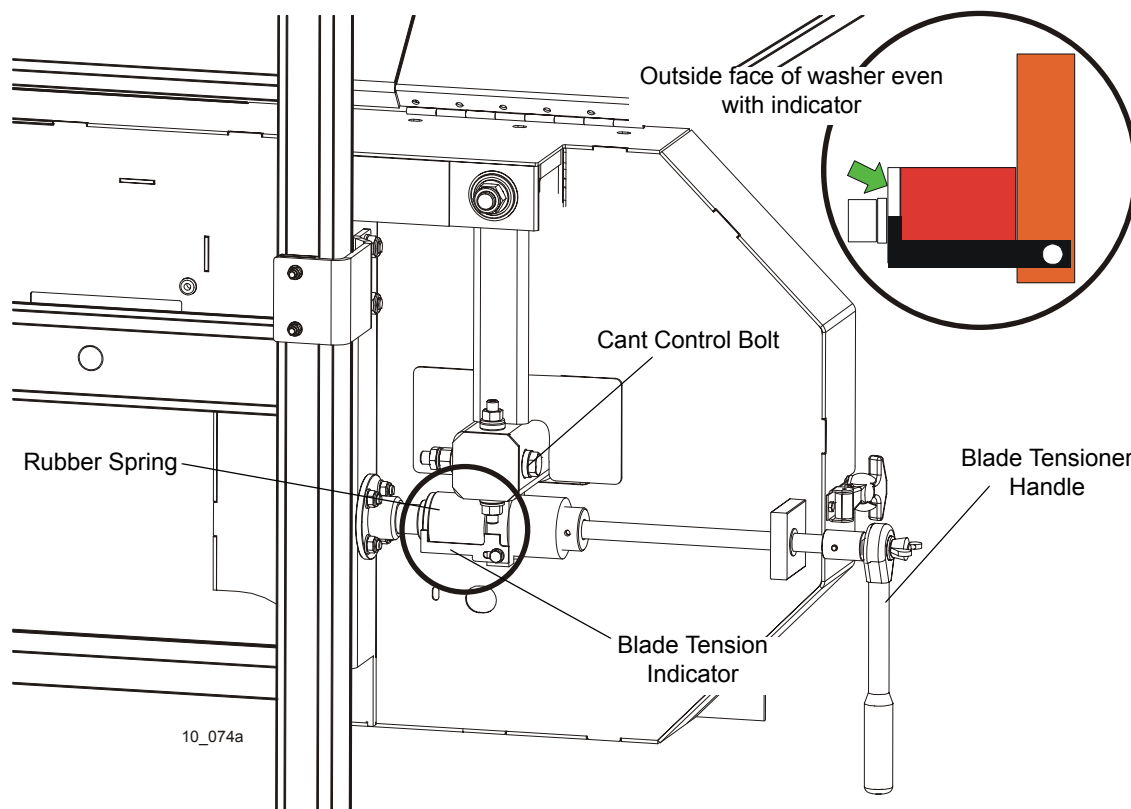 Outside face of washer even
with indicator
Cant Control Bolt
Rubber Spring
Blade Tensioner
Handle
Blade Tension
Indicator
10_074a